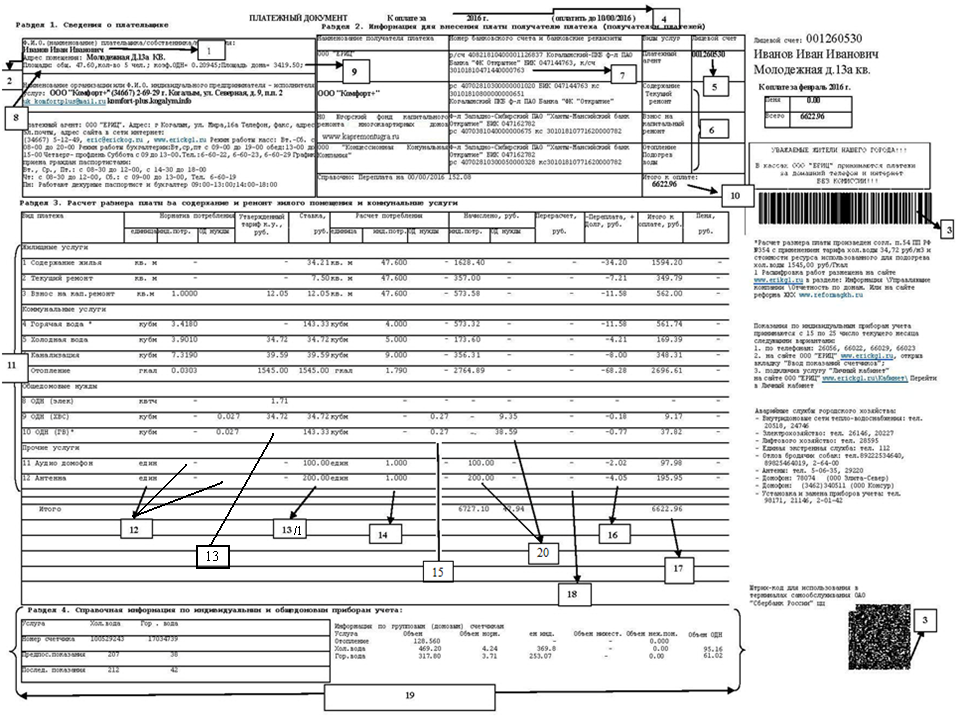 ПЛАТЕЖНЫЙ ДОКУМЕНТ К оплате за 2016 г. ( оплатить до 10/00/2016 )
4
Раздел 1. Сведения о плательщике
Раздел 2. Информация для внесения платы получателю платежа (получателям платежей)
Ф.И.О.(наименование) плательщика/собственника/
Иванов Иван Иванович
1
Адрес помещения: Молодежная Д.13а КВ.
Площадь: общ. 47.60,кол-во 5 чел.; коэф.ОДН= 0.20945;Площадь дома= 3419.50;
2
8
Наименование организации или Ф.И.О. индивидуального предпринимателя - исполнителя
услуг: ООО "Комфорт+" (34667) 2-69-29 г. Когалым, ул. Северная, д. 9, п.п. 2
uk_komfortplus@mail.ru komfort-plus.kogalym.info
Платежный агент: ООО "ЕРИЦ". Адрес: г Когалым, ул. Мира,16а Телефон, факс, адрес
эл.почты, адрес сайта в сети интернет:
(34667) 5-12-49, eric@erickog.ru , www.erickgl.ru Режим работы касс: Вт.-Сб. с
08-00 до 20-00 Режим работы бухгалтерии:Вт,ср,пт с 09-00 до 19-00 обед:13-00 до
15-00 Четверг- профдень Суббота с 09 до 13-00.Тел.:6-60-22, 6-60-23, 6-60-29 График
приема граждан паспортистами:
Вт., Ср., Пт.: с 08-30 до 12-00, с 14-30 до 18-00
Чт: с 08-30 до 12-00, Сб.: с 09-00 до 13-00, Тел. 6-60-19
Пн: Работают дежурные паспортист и бухгалтер 09-00-13:00;14:00-18:00
Наименование получателя платежа
Номер банковского счета и банковские реквизиты
Виды услуг
Лицевой счет
ООО "ЕРИЦ"
9
р/сч 40821810400001126837 Когалымский-ПКБ ф-л ПАО
Банка "ФК Открытие" БИК 047144763, к/сч
30101810471440000763
7
Платежный
агент
001260530
5
ООО "Комфорт+"
рс 40702810300000001020 БИК 047144763 кс
30101810800000000651
Когалымский ПКБ ф-л ПАО Банка "ФК Открытие"
Содержание
Текущий
ремонт
НО Югорский фонд капитального
ремонта многоквартирных домов
www.kapremontugra.ru
Ф-л Западно-Сибирский ПАО "Ханты-Мансийский банк
Открытие" БИК 047162782
рс 40703810304000000675 кс 30101810771620000782
Взнос на
капитальный
ремонт
6
ООО "Концессионная Коммунальная
Компания"
Ф-л Западно-Сибирский ПАО "Ханты-Мансийский банк
Открытие" БИК 047162782
рс 40702810300050000328 кс 30101810771620000782
Отопление
Подогрев
воды
Справочно: Переплата на 00/00/2016 152.08
Итого к оплате:
6622.96
10
Лицевой счет: 001260530
Иванов Иван Иванович
Молодежная д.13а кв.
К оплате за февраль 2016 г.
Пени 0.00
Всего 6622.96
УВАЖАЕМЫЕ ЖИТЕЛИ НАШЕГО ГОРОДА!!!
В кассах ООО "ЕРИЦ" принимаются платежи
за домашний телефон и интернет
БЕЗ КОМИССИИ!!!
3
Раздел 3. Расчет размера платы за содержание и ремонт жилого помещения и коммунальные услуги
Вид платежа Норматив потребления Утвержденный тариф к.у., руб. Ставка, руб. Расчет потребления Начислено, руб. Перерасчет, руб. -Переплата, + Долг, руб. Итого к оплате, руб. Пени, руб.
единица инд.потр. ОД нужды единица инд.потр. ОД нужды инд.потр. ОД нужды
Жилищные услуги
1 Содержание жилья кв. м - - 34.21 кв. м 47.600 - 1628.40 -34.20 1594.20 -
2 Текущий ремонт кв. м - - 7.50 кв. м 47.600 - 357.00 -7.21 349.79 -
3 Взнос на кап.ремонт кв.м 1.0000 12.05 12.05 кв.м 47.600 - 573.58 -11.58 562.00 -
Коммунальные услуги
4 Горячая вода * кубм 3.4180 - 143.33 кубм 4.000 - 573.32 -11.58 561.74 -
5 Холодная вода кубм 3.9010 34.72 34.72 кубм 5.000 - 173.60 -4.21 169.39 -
Канализация кубм 7.3190 39.59 39.59 кубм 9.000 - 356.31 -8.00 348.31 -
Отопление гкал 0.0303 1545.00 1545.00 гкал 1.790 - 2764.89 -68.28 2696.61 -
11
Общедомовые нужды
8 ОДН (элек) квтч - - 1.71 - - - - - - -
9 ОДН (ХВС) кубм - 0.027 34.72 34.72 кубм - 0.27 - 9.35 -0.18 9.17 -
10 ОДН (ГВ)* кубм - 0.027 - 143.33 кубм - 0.27 - 38.59 -0.77 37.82 -
Прочие услуги
11 Аудио домофон един - - 100.00 един 1.000 100.00 - -2.02 97.98 -
12 Антенна един - - 200.00 един 1.000 200.00 - -4.05 195.95 -
Итого 6727.10 47.94 6622.96
12
13
13/1
14
15
20
18
16
17
*Расчет размера платы произведен согл. п.54 ПП РФ
№354 с применением тарифа хол.воды 34,72 руб/м3 и
стоимости ресурса использованного для подогрева
хол.воды 1545,00 руб/Гкал
1 Расшифровка работ размещена на сайте
www.erikgl.ru в разделе: Информация \Управляющие
компании \Отчетность по домам. Или на сайте
реформа ЖКХ www.reformagkh.ru
Показания по индивидуальным приборам учета
принимаются с 15 по 25 число текущего месяца
следующими вариантами:
1. по телефонам: 26056, 66022, 66029, 66023
2. на сайте ООО "ЕРИЦ" www.erickgl.ru, открыв
вкладку "Ввод показаний счетчиков";
3. подключив услугу "Личный кабинет"
на сайте ООО "ЕРИЦ" www.erickgl.ru\Кабинет\ Перейти
в Личный кабинет
Аварийные службы городского хозяйства:
- Внутридомовые сети тепло-водоснабжения: тел.
20518, 24746
- Электрохозяйство: тел. 26146, 20227
- Лифтового хозяйство: тел. 28595
- Единая экстренная служба: тел. 112
- Отлов бродячих собак: тел.89222534640,
89825464019, 2-64-00
- Антенны: тел. 5-06-35, 29220
- Домофон: 78074 (ООО Элита-Север)
- Домофон: (3462)340511 (ООО Консур)
- Установка и замена приборов учета: тел.
98171, 21146, 2-01-42
Штрих-код для использования в
терминалах самообслуживания ОАО
"Сбербанк России"
3
Раздел 4. Справочная информация по индивидуальным и общедомовым приборам учета:
Услуга Хол.вода Гор . вода
Номер счетчика 100529243 17034739
Предпос.показания 207 38
Послед. показания 212 42
Информация по групповым (домовым) счетчикам
Услуга Объем Объем норм. ем инд. Объем нижест. Объем неж.пом. Объем ОДН
Отопление 128.560 - - 0.000
Хол.вода 469.20 4.24 369.8 - 0.00 95.16
Гор.вода 317.80 3.71 253.07 - 0.00 61.02
19